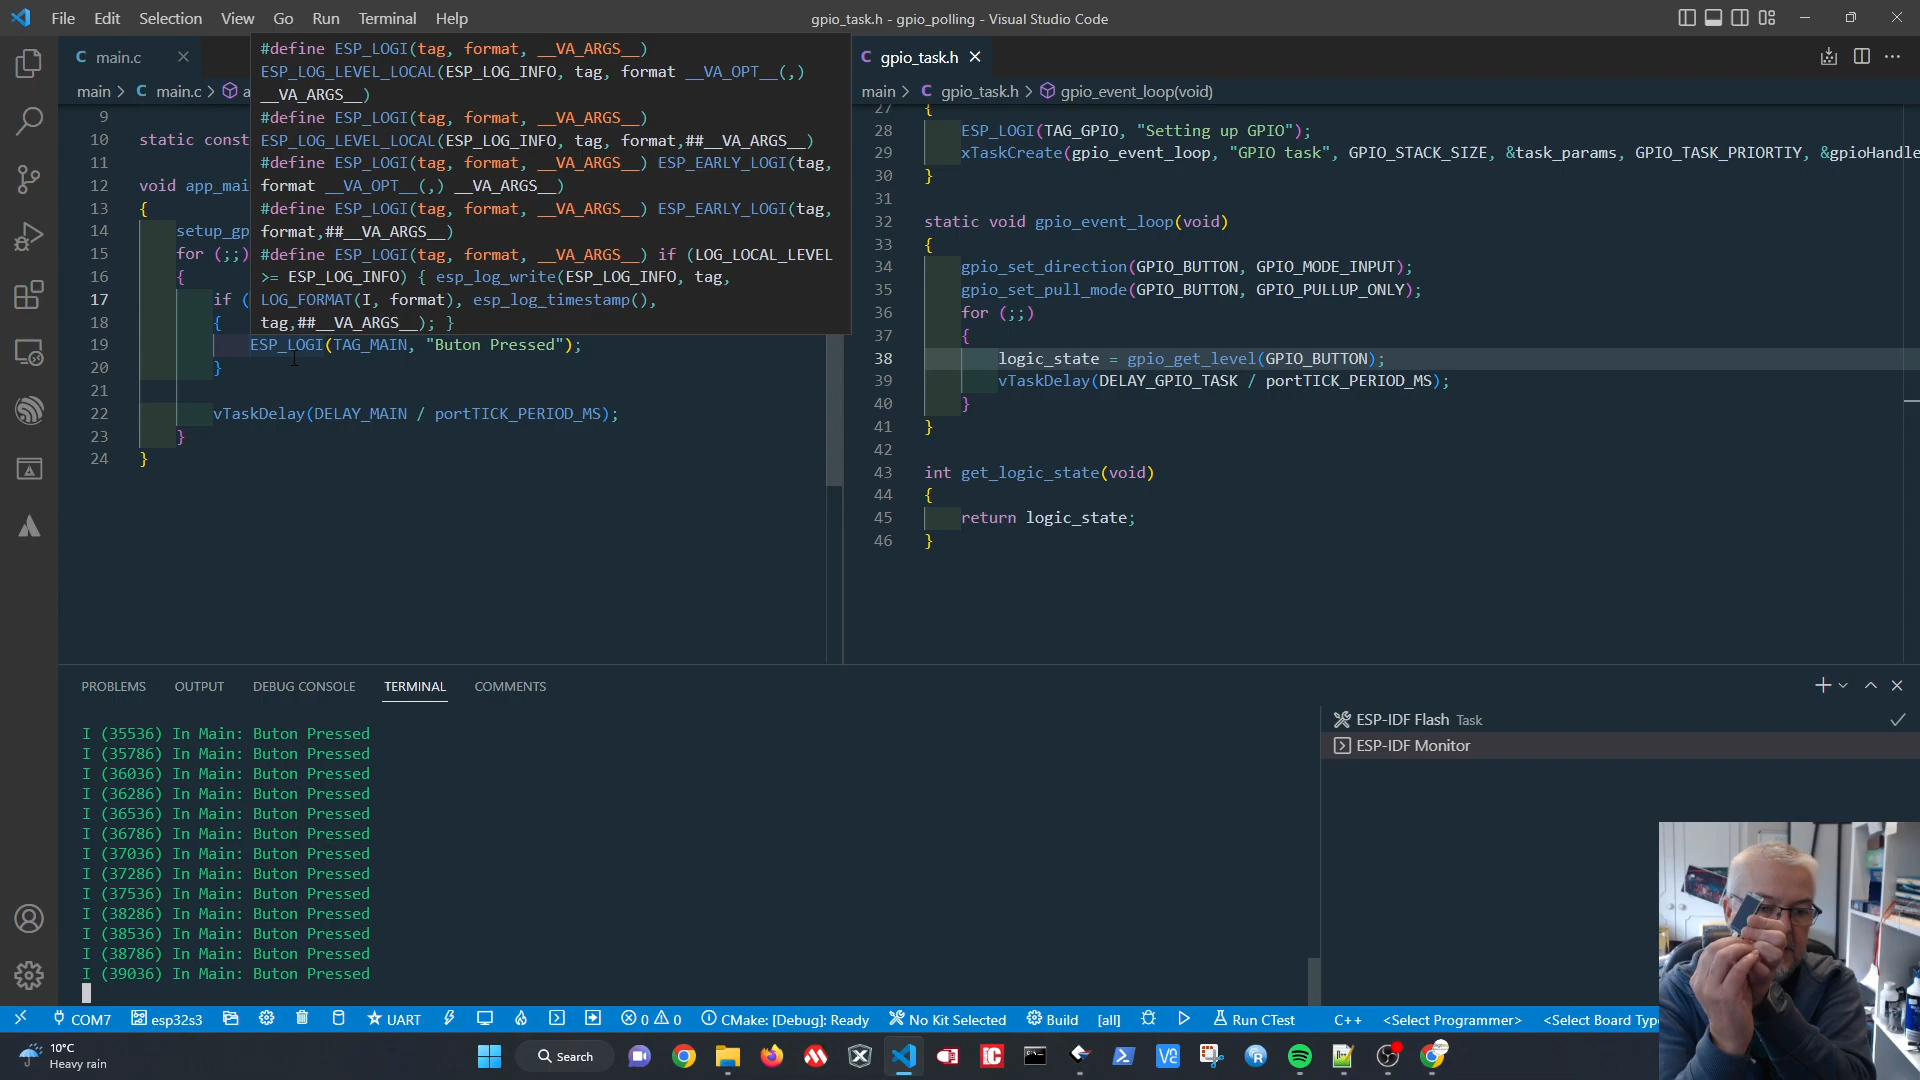 File Edit Selection View Go Run Terminal Help
gpio_task.h - gpio_polling - Visual Studio Code
C main.c
main > C main.c >
#define ESP_LOGI(tag, format, __VA_ARGS__)
ESP_LOG_LEVEL_LOCAL(ESP_LOG_INFO, tag, format __VA_OPT__(,)
__VA_ARGS__)
#define ESP_LOGI(tag, format, __VA_ARGS__)
ESP_LOG_LEVEL_LOCAL(ESP_LOG_INFO, tag, format,##__VA_ARGS__)
#define ESP_LOGI(tag, format, __VA_ARGS__) ESP_EARLY_LOGI(tag,
format __VA_OPT__(,) __VA_ARGS__)
#define ESP_LOGI(tag, format, __VA_ARGS__) ESP_EARLY_LOGI(tag,
format,##__VA_ARGS__)
#define ESP_LOGI(tag, format, __VA_ARGS__) if (LOG_LOCAL_LEVEL
>= ESP_LOG_INFO) { esp_log_write(ESP_LOG_INFO, tag,
LOG_FORMAT(I, format), esp_log_timestamp(),
tag,##__VA_ARGS__); }
9
10 static const
11
12 void app_mai
13 {
14 setup_gp
15 for (;;)
16 {
17 if (
18 {
19 ESP_LOGI(TAG_MAIN, "Buton Pressed");
20 }
21
22 vTaskDelay(DELAY_MAIN / portTICK_PERIOD_MS);
23 }
24 }
C gpio_task.h
main > C gpio_task.h > gpio_event_loop(void)
27 {
28 ESP_LOGI(TAG_GPIO, "Setting up GPIO");
29 xTaskCreate(gpio_event_loop, "GPIO task", GPIO_STACK_SIZE, &task_params, GPIO_TASK_PRIORTIY, &gpioHandle
30 }
31
32 static void gpio_event_loop(void)
33 {
34 gpio_set_direction(GPIO_BUTTON, GPIO_MODE_INPUT);
35 gpio_set_pull_mode(GPIO_BUTTON, GPIO_PULLUP_ONLY);
36 for (;;)
37 {
38 logic_state = gpio_get_level(GPIO_BUTTON);
39 vTaskDelay(DELAY_GPIO_TASK / portTICK_PERIOD_MS);
40 }
41 }
42
43 int get_logic_state(void)
44 {
45 return logic_state;
46 }
PROBLEMS OUTPUT DEBUG CONSOLE TERMINAL COMMENTS
I (35536) In Main: Buton Pressed
I (35786) In Main: Buton Pressed
I (36036) In Main: Buton Pressed
I (36286) In Main: Buton Pressed
I (36536) In Main: Buton Pressed
I (36786) In Main: Buton Pressed
I (37036) In Main: Buton Pressed
I (37286) In Main: Buton Pressed
I (37536) In Main: Buton Pressed
I (38286) In Main: Buton Pressed
I (38536) In Main: Buton Pressed
I (38786) In Main: Buton Pressed
I (39036) In Main: Buton Pressed
ESP-IDF Flash Task
ESP-IDF Monitor
COM7 esp32s3 UART 0 0 CMake: [Debug]: Ready No Kit Selected Build [all] Run CTest C++ <Select Programmer> <Select Board Type
10°C
Heavy rain
Search